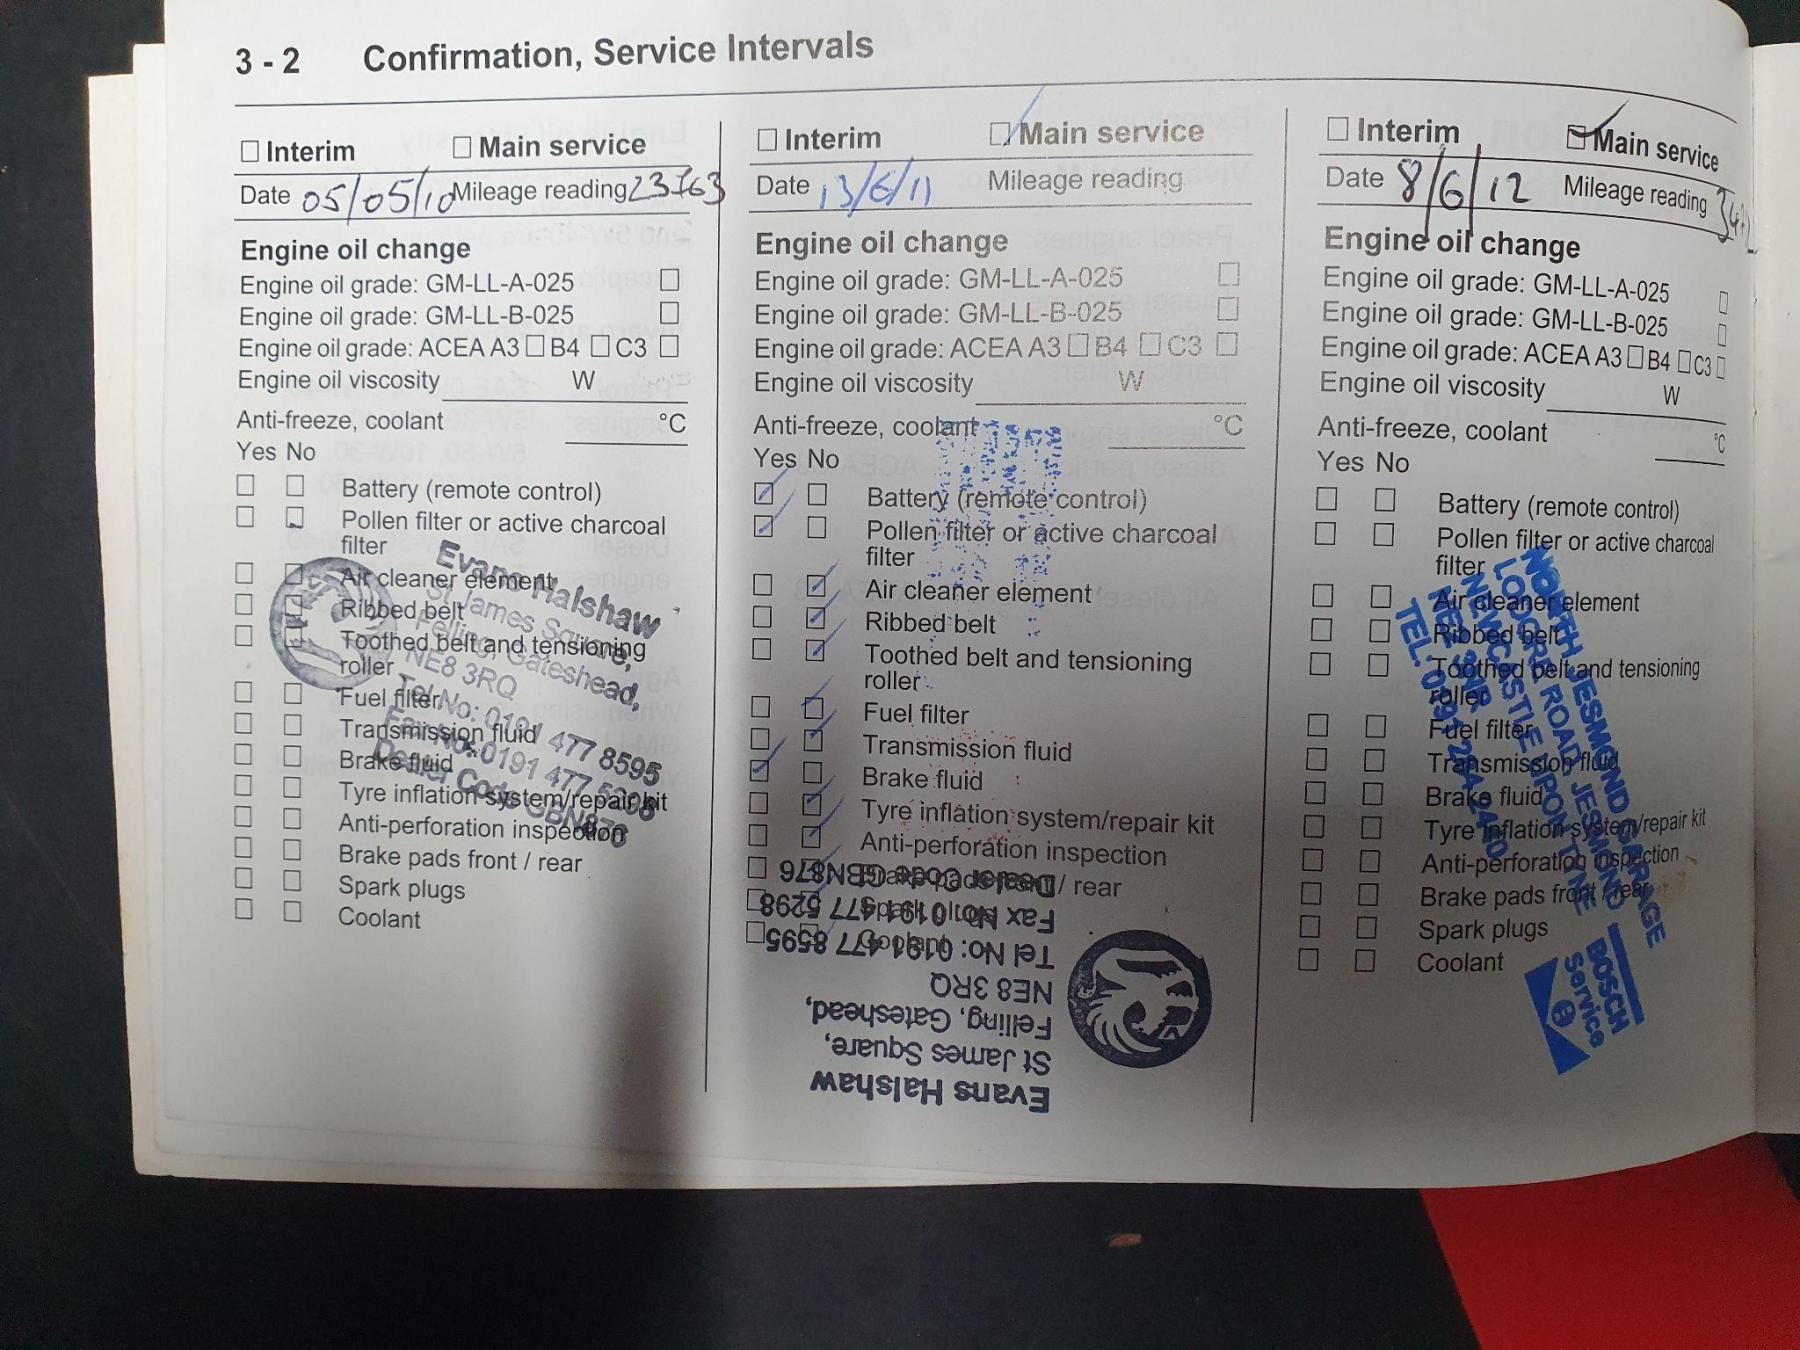 3 - 2 Confirmation, Service Intervals
☐ Interim ☐ Main service
Date 05/05/10 Mileage reading 23763
Engine oil change
Engine oil grade: GM-LL-A-025 ☐
Engine oil grade: GM-LL-B-025 ☐
Engine oil grade: ACEA A3 ☐ B4 ☐ C3 ☐
Engine oil viscosity W
Anti-freeze, coolant °C
Yes No
Battery (remote control)
Pollen filter or active charcoal
filter
Air cleaner element
Ribbed belt
Toothed belt and tensioning
roller
Fuel filter
Transmission fluid
Brake fluid
Tyre inflation system/repair kit
Anti-perforation inspection
Brake pads front / rear
Spark plugs
Coolant
Evans Halshaw
St James Square,
Felling, Gateshead,
NE8 3RQ
Tel No: 0191 477 8595
Fax No: 0191 477 5298
Dealer Code GBN876
☐ Interim ☑ Main service
Date 13/6/11 Mileage reading
Engine oil change
Engine oil grade: GM-LL-A-025 ☐
Engine oil grade: GM-LL-B-025 ☐
Engine oil grade: ACEA A3 ☐ B4 ☐ C3 ☐
Engine oil viscosity W
Anti-freeze, coolant °C
Yes No
Battery (remote control)
Pollen filter or active charcoal
filter
Air cleaner element
Ribbed belt
Toothed belt and tensioning
roller
Fuel filter
Transmission fluid
Brake fluid
Tyre inflation system/repair kit
Anti-perforation inspection
Brake pads front / rear
Spark plugs
Coolant
Evans Halshaw
St James Square,
Felling, Gateshead,
NE8 3RQ
Tel No: 0191 477 8595
Fax No: 0191 477 5298
Dealer Code GBN876
☐ Interim ☑ Main service
Date 8/6/12 Mileage reading
Engine oil change
Engine oil grade: GM-LL-A-025 ☐
Engine oil grade: GM-LL-B-025 ☐
Engine oil grade: ACEA A3 ☐ B4 ☐ C3 ☐
Engine oil viscosity W
Anti-freeze, coolant °C
Yes No
Battery (remote control)
Pollen filter or active charcoal
filter
Air cleaner element
Ribbed belt
Toothed belt and tensioning
roller
Fuel filter
Transmission fluid
Brake fluid
Tyre inflation system/repair kit
Anti-perforation inspection
Brake pads front / rear
Spark plugs
Coolant
NORTH JESMOND GARAGE
ROAD, JESMOND
NEWCASTLE UPON TYNE
TEL: 0191
BOSCH
Service